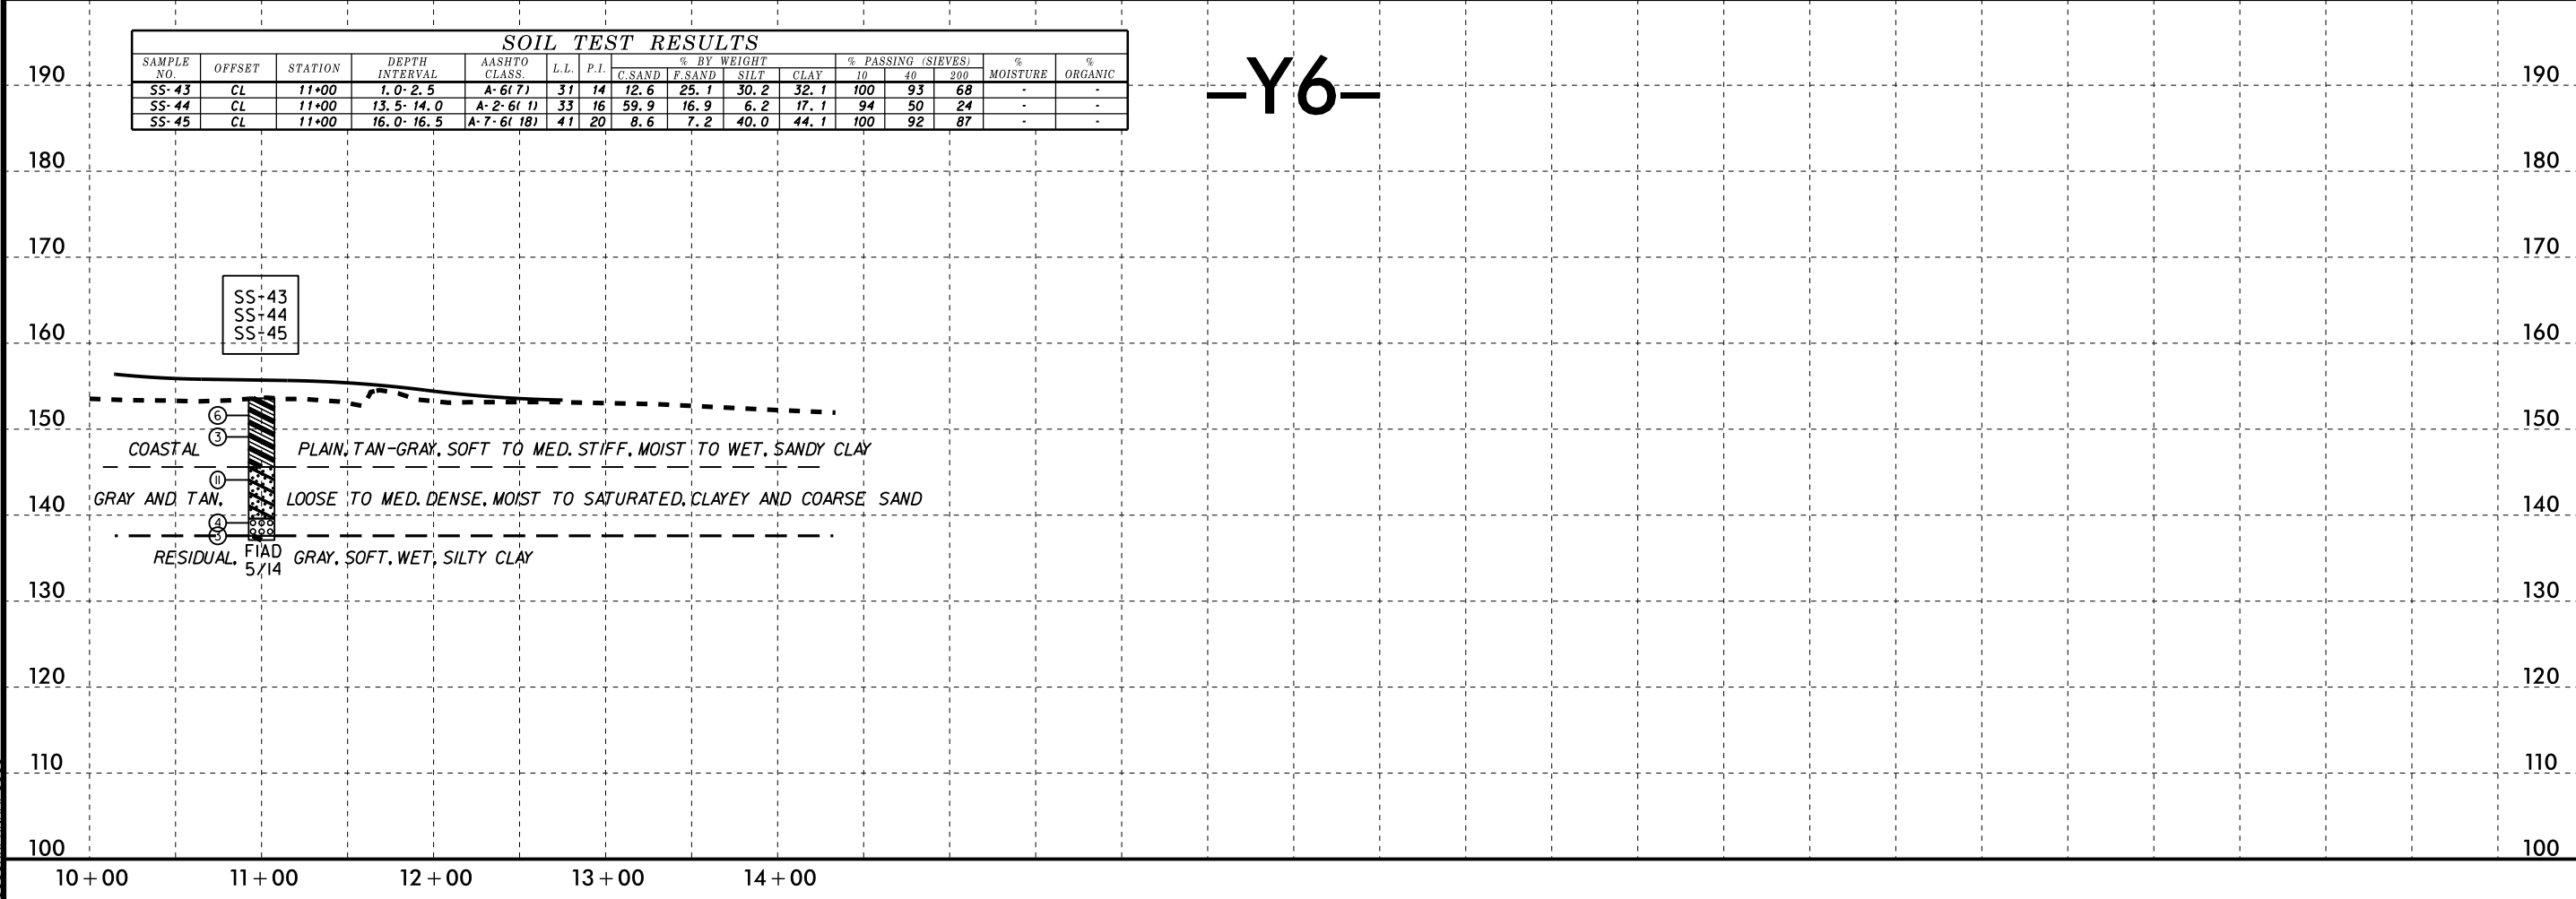 SOIL TEST RESULTS
SAMPLE NO. OFFSET STATION DEPTH INTERVAL AASHTO CLASS. L.L. P.I. % BY WEIGHT % PASSING (SIEVES) % MOISTURE % ORGANIC
C.SAND F.SAND SILT CLAY 10 40 200
SS-43 CL 11+00 1.0-2.5 A-6(7) 31 14 12.6 25.1 30.2 32.1 100 93 68 - -
SS-44 CL 11+00 13.5-14.0 A-2-6(1) 33 16 59.9 16.9 6.2 17.1 94 50 24 - -
SS-45 CL 11+00 16.0-16.5 A-7-6(18) 41 20 8.6 7.2 40.0 44.1 100 92 87 - -
-Y6-
190 190
180 180
170 170
SS-43
SS-44
SS-45
160 160
6
150 150
3
COASTAL PLAIN, TAN-GRAY, SOFT TO MED. STIFF, MOIST TO WET, SANDY CLAY
11
GRAY AND TAN, LOOSE TO MED. DENSE, MOIST TO SATURATED, CLAYEY AND COARSE SAND
140 140
4
3
FIAD
RESIDUAL, GRAY, SOFT, WET, SILTY CLAY
5/14
130 130
120 120
110 110
100 100
10+00 11+00 12+00 13+00 14+00